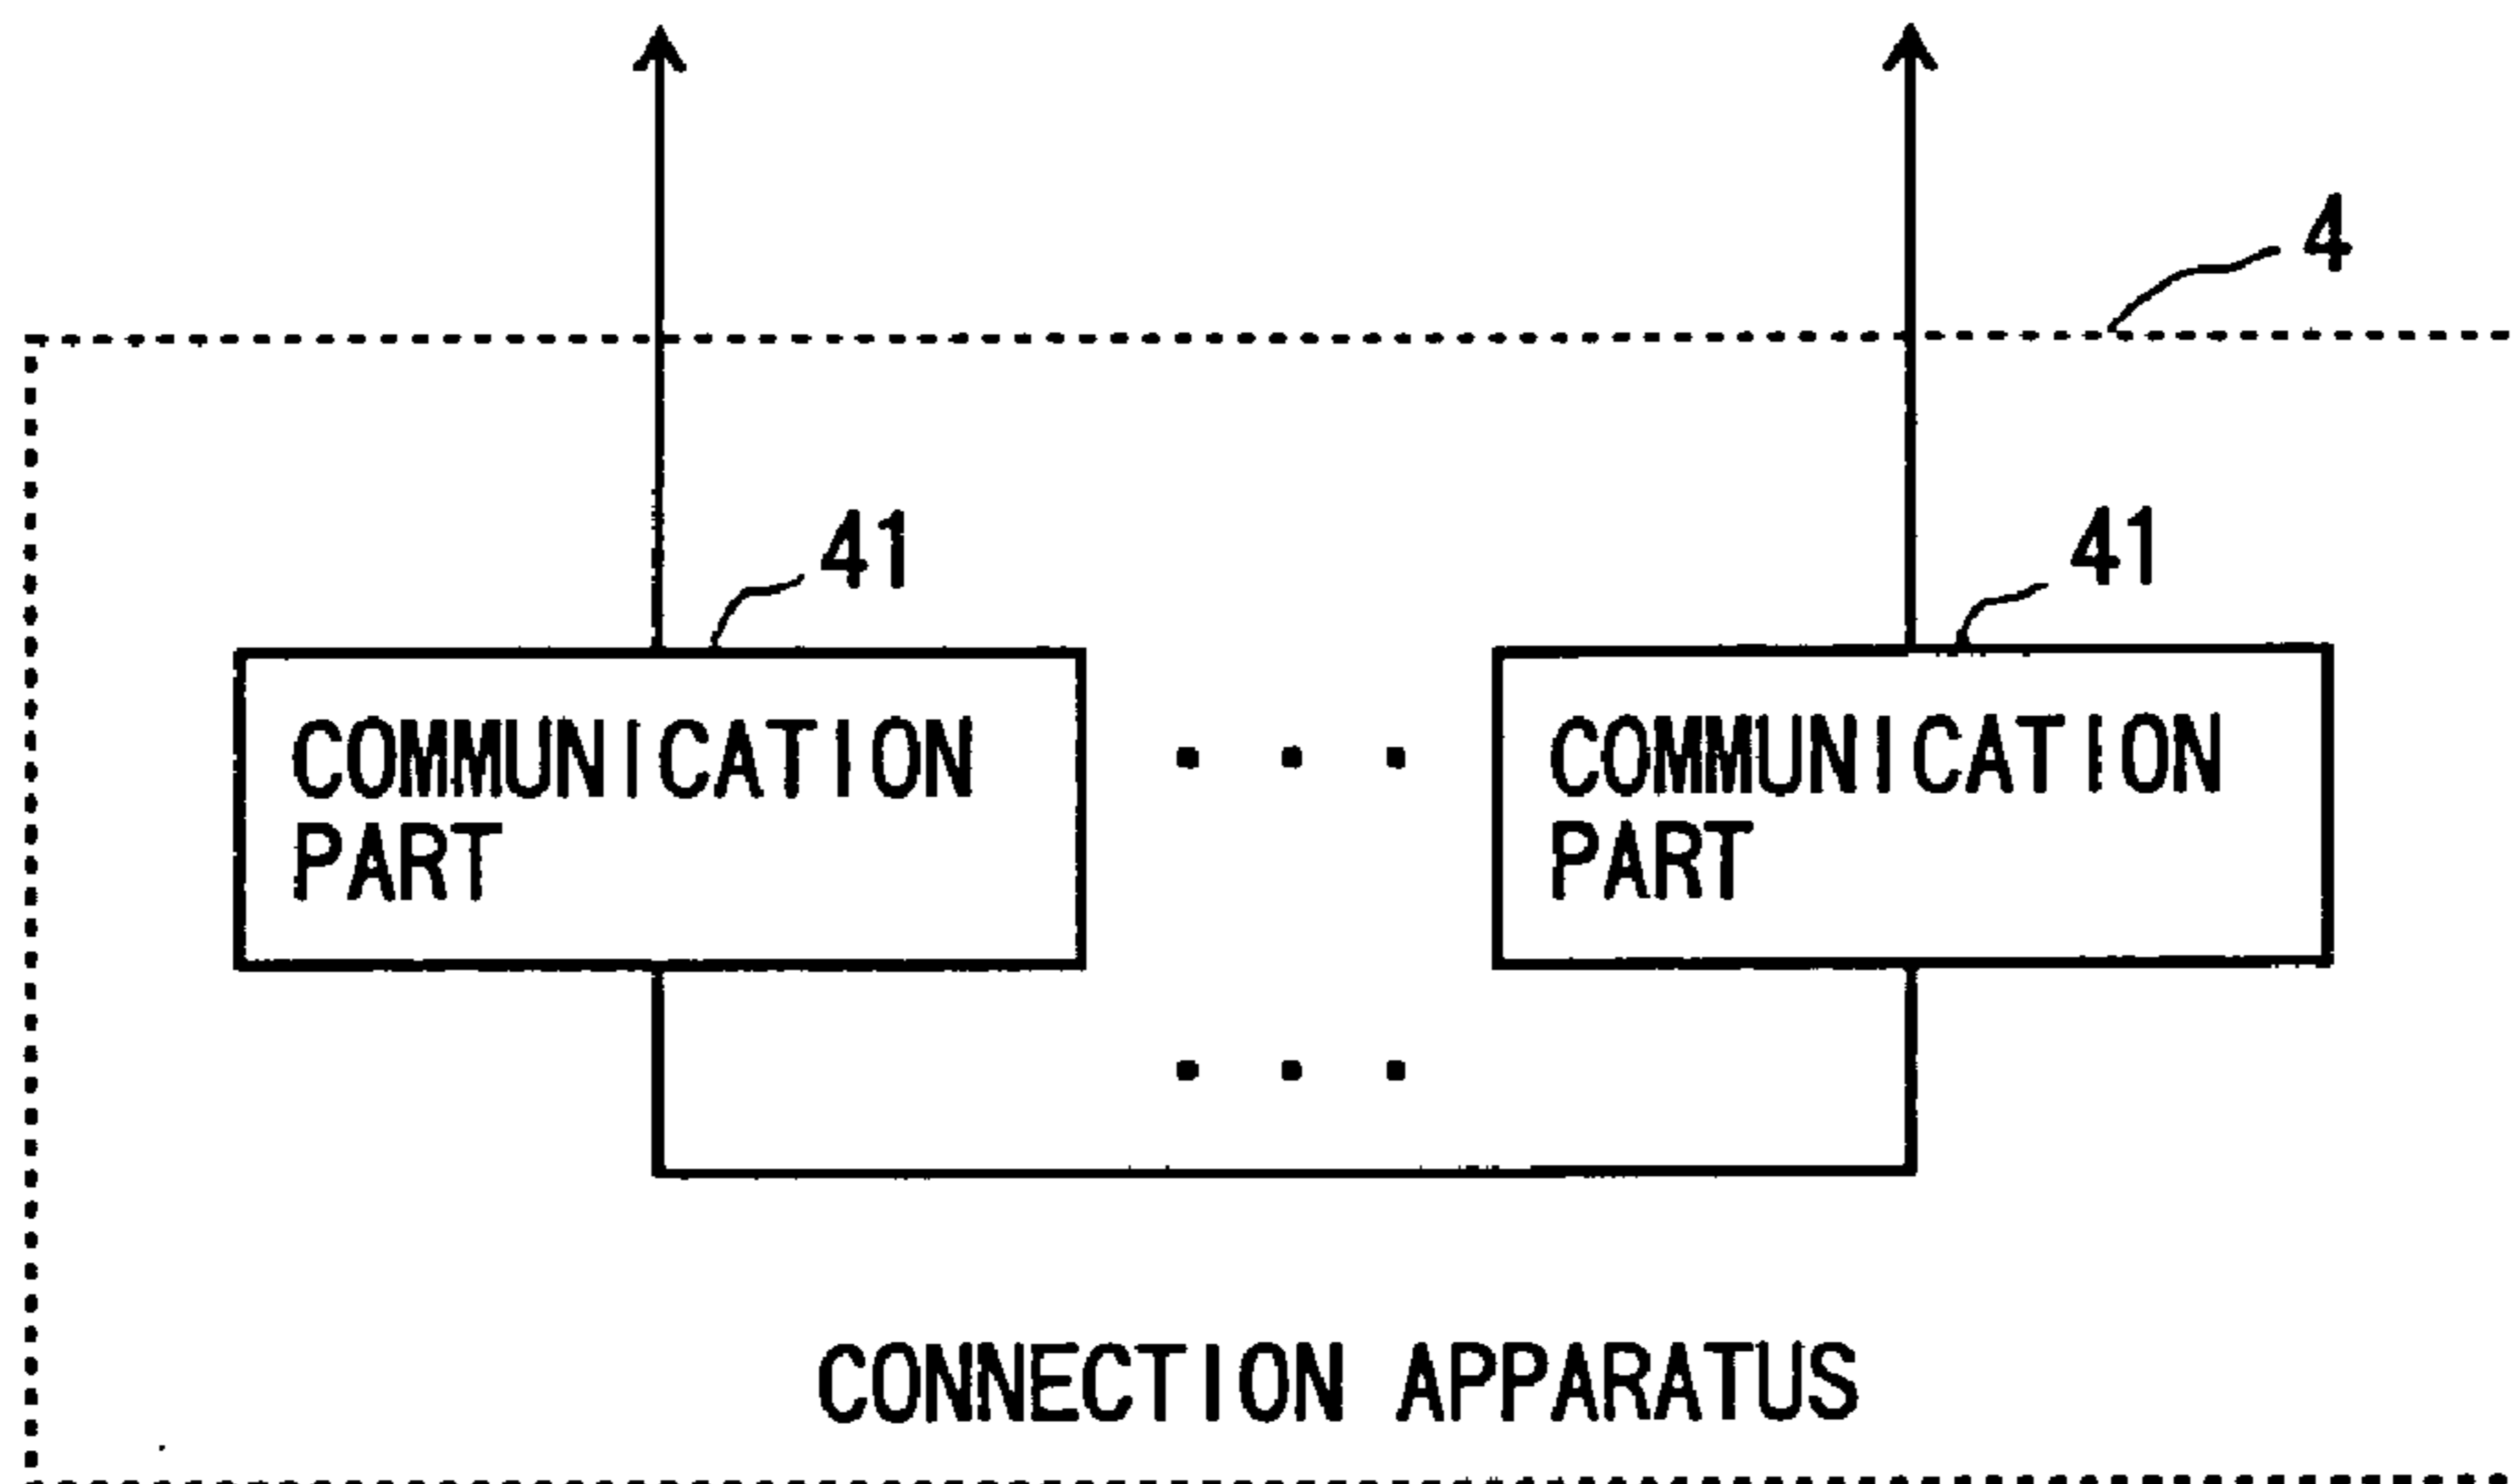 4
41
41
COMMUNICATION
PART
COMMUNICATION
PART
CONNECTION APPARATUS